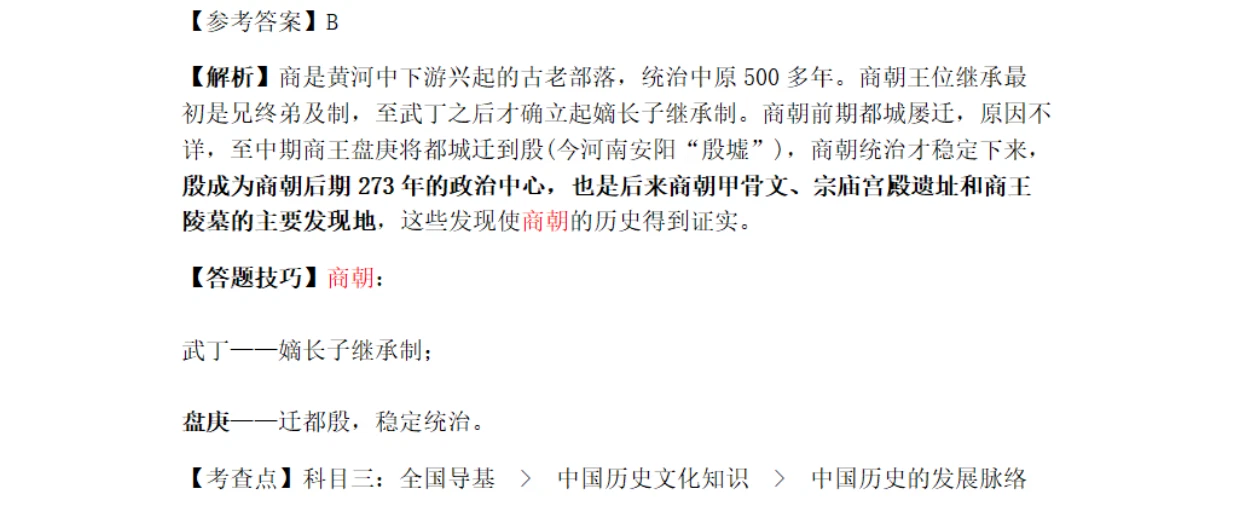 【参考答案】B
【解析】商是黄河中下游兴起的古老部落，统治中原 500 多年。商朝王位继承最
初是兄终弟及制，至武丁之后才确立起嫡长子继承制。商朝前期都城屡迁，原因不
详，至中期商王盘庚将都城迁到殷(今河南安阳“殷墟”)，商朝统治才稳定下来，
殷成为商朝后期 273 年的政治中心，也是后来商朝甲骨文、宗庙宫殿遗址和商王
陵墓的主要发现地，这些发现使商朝的历史得到证实。
【答题技巧】商朝：
武丁——嫡长子继承制；
盘庚——迁都殷，稳定统治。
【考查点】科目三：全国导基 > 中国历史文化知识 > 中国历史的发展脉络